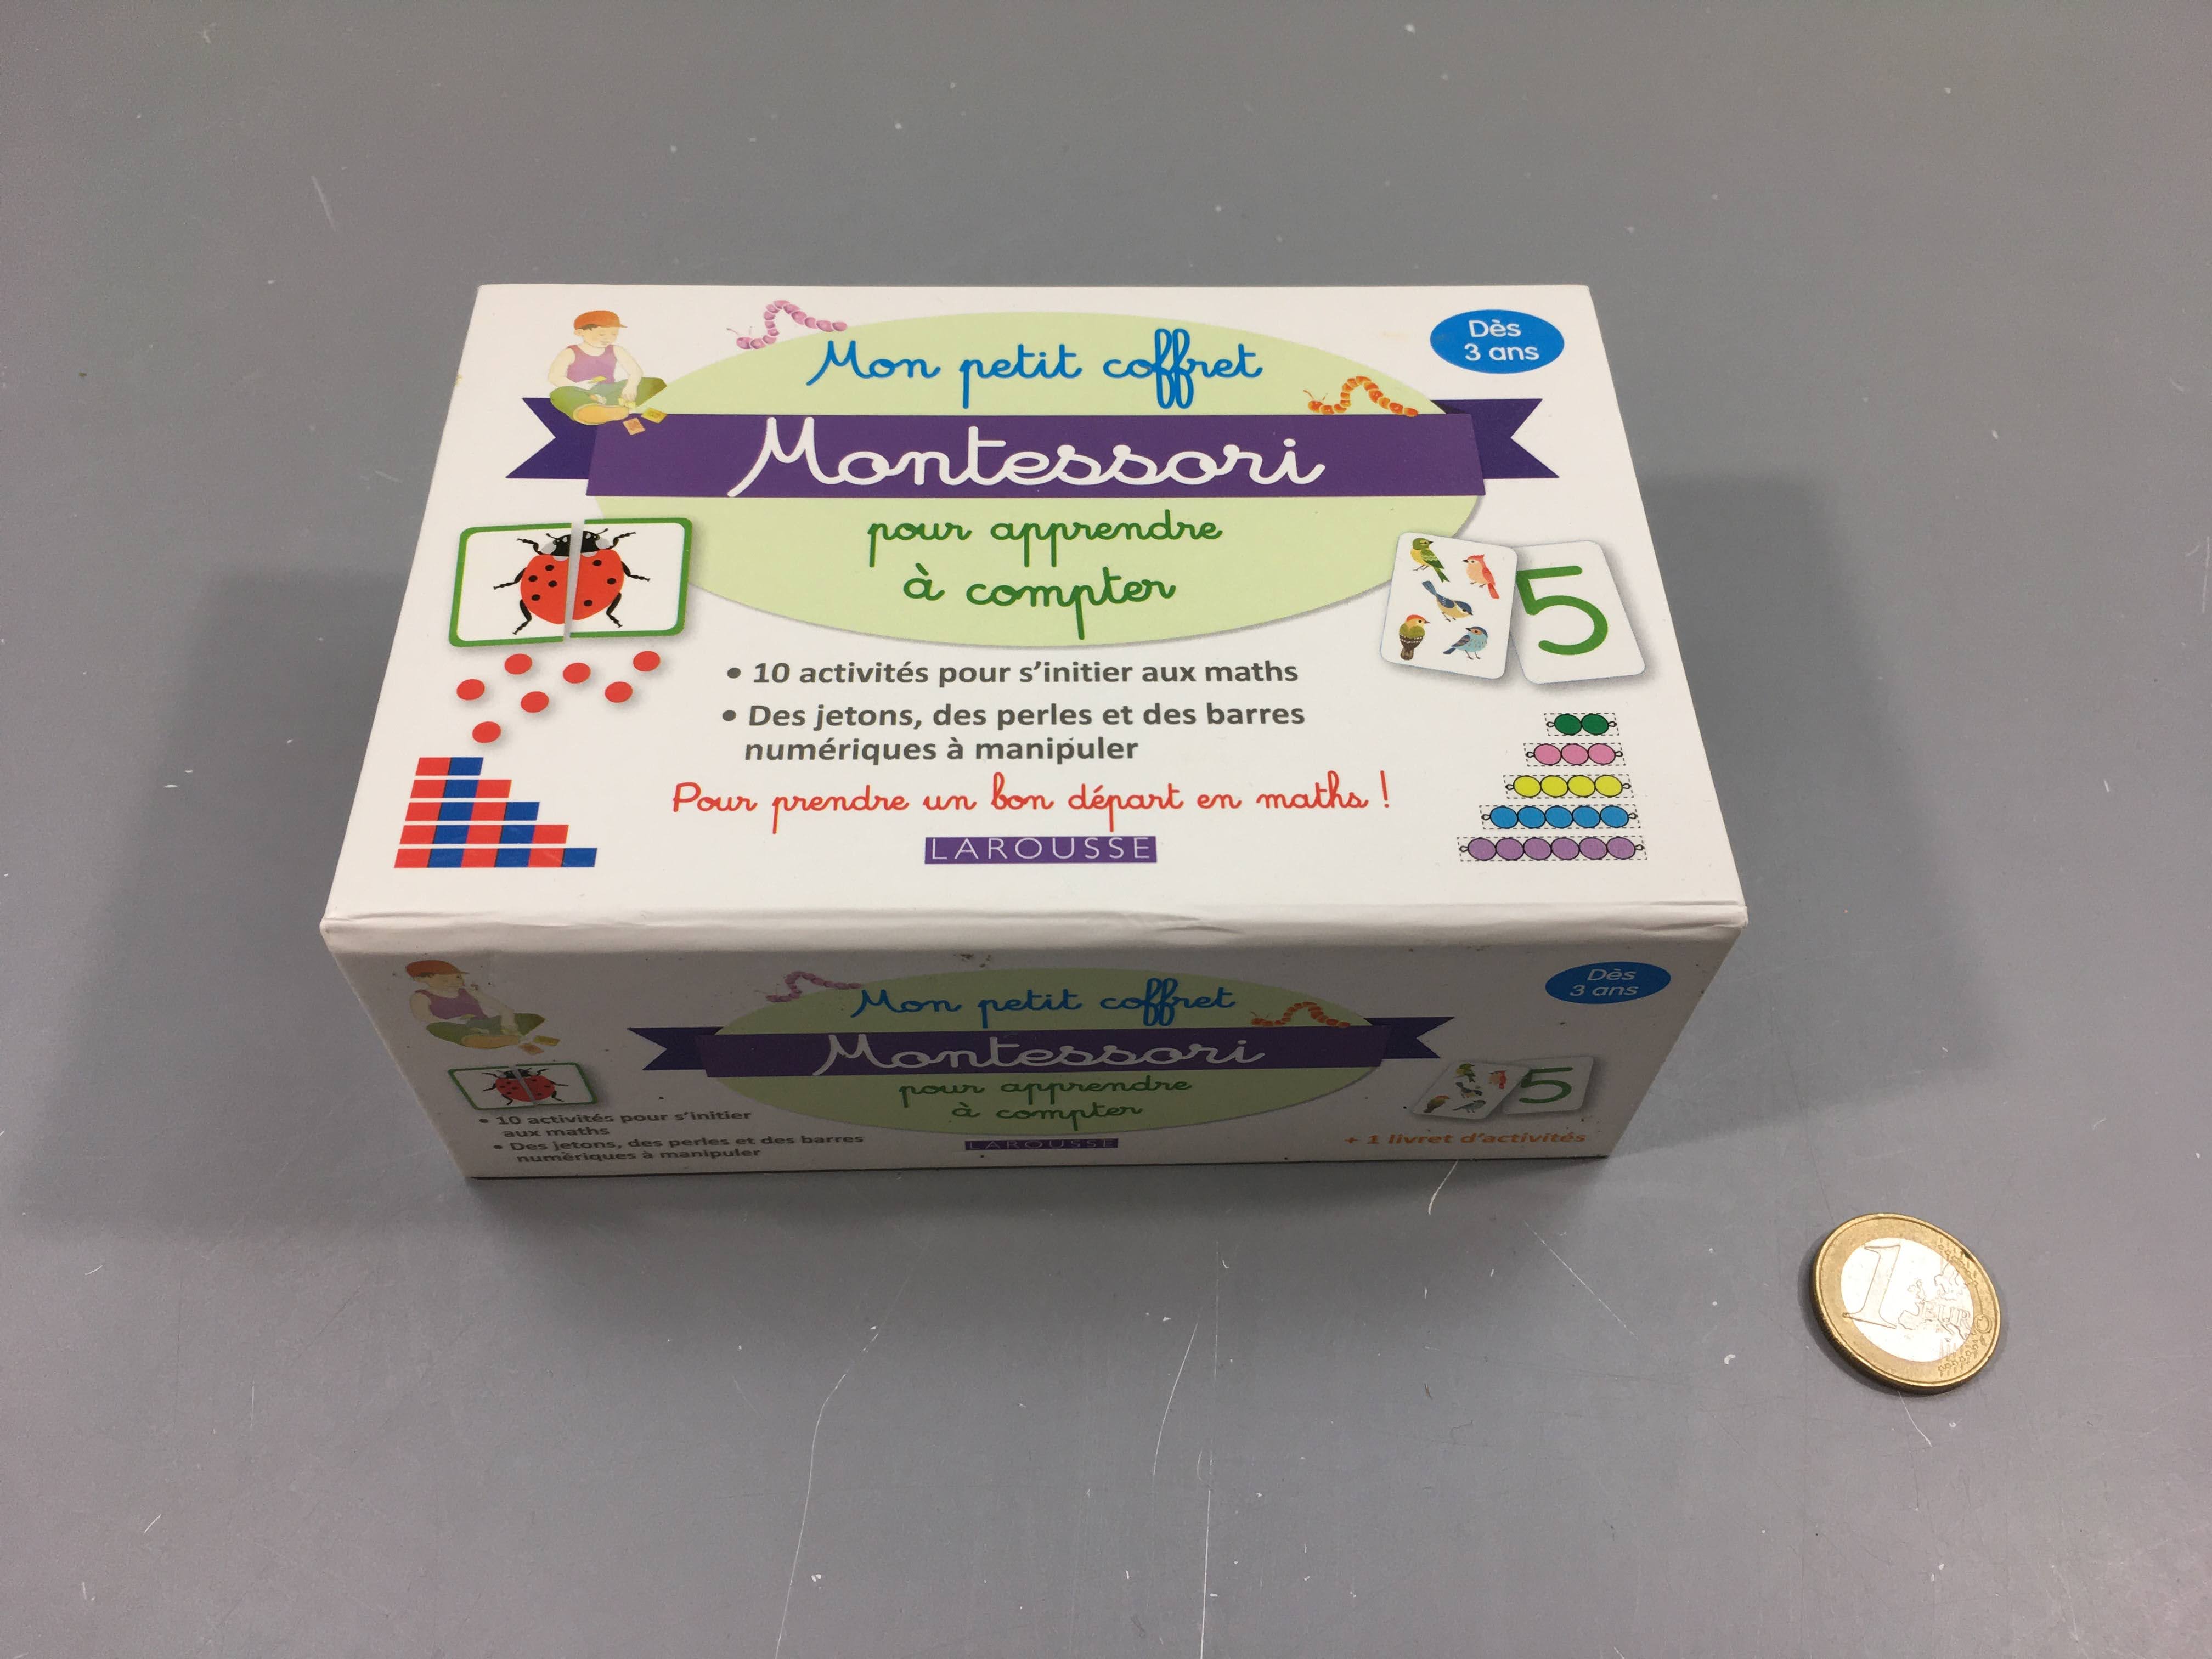 Mon petit coffret
Dès
3 ans
Montessori
pour apprendre
à compter
5
• 10 activités pour s'initier aux maths
• Des jetons, des perles et des barres
numériques à manipuler
Pour prendre un bon départ en maths !
LAROUSSE
Mon petit coffret
Dès
3 ans
Montessori
pour apprendre
à compter
5
• 10 activités pour s'initier
aux maths
• Des jetons, des perles et des barres
numériques à manipuler
LAROUSSE
+ 1 livret d'activités
1
EUR